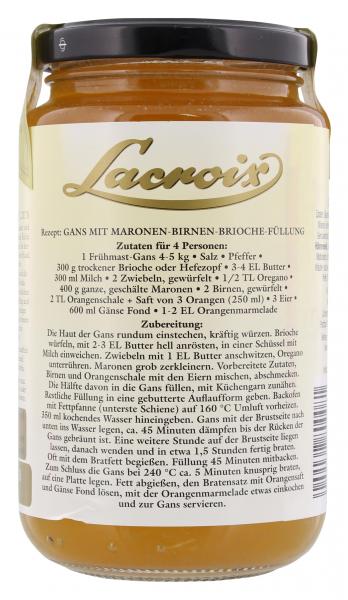 Lacroix
Rezept: GANS MIT MARONEN-BIRNEN-BRIOCHE-FÜLLUNG
Zutaten für 4 Personen:
1 Frühmast-Gans 4-5 kg • Salz • Pfeffer •
300 g trockener Brioche oder Hefezopf • 3-4 EL Butter •
300 ml Milch • 2 Zwiebeln, gewürfelt • 1/2 TL Oregano •
400 g ganze, geschälte Maronen • 2 Birnen, gewürfelt •
2 TL Orangenschale + Saft von 3 Orangen (250 ml) • 3 Eier •
600 ml Gänse Fond • 1-2 EL Orangenmarmelade
Zubereitung:
Die Haut der Gans rundum einstechen, kräftig würzen. Brioche
würfeln, mit 2-3 EL Butter hell anrösten, in einer Schüssel mit
Milch einweichen. Zwiebeln mit 1 EL Butter anschwitzen, Oregano
unterrühren. Maronen grob zerkleinern. Vorbereitete Zutaten,
Birnen und Orangenschale mit den Eiern mischen, abschmecken.
Die Hälfte davon in die Gans füllen, mit Küchengarn zunähen.
Restliche Füllung in eine gebutterte Auflaufform geben. Backofen
mit Fettpfanne (unterste Schiene) auf 160 °C Umluft vorheizen.
350 ml kochendes Wasser hineingeben. Gans mit der Brustseite nach
unten ins Wasser legen, ca. 45 Minuten dämpfen bis der Rücken der
Gans gebräunt ist. Eine weitere Stunde auf der Brustseite liegen
lassen, danach wenden und in etwa 1,5 Stunden fertig braten.
Oft mit dem Bratfett begießen. Füllung 45 Minuten mitbacken.
Zum Schluss die Gans bei 240 °C ca. 5 Minuten knusprig braten,
auf eine Platte legen. Fett abgießen, den Bratensatz mit Orangensaft
und Gänse Fond lösen, mit der Orangenmarmelade etwas einkochen
und zur Gans servieren.